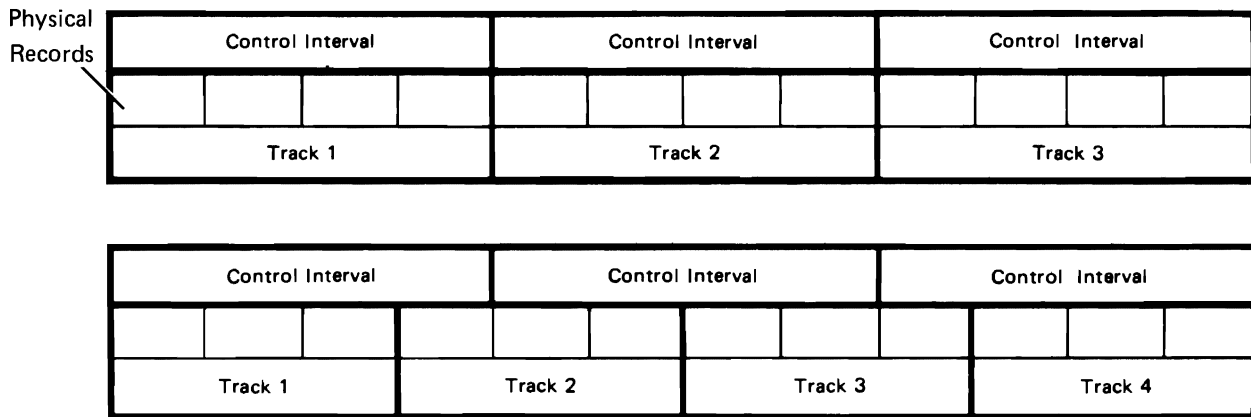 Physical
Records
Control Interval Control Interval Control Interval
Track 1 Track 2 Track 3
Control Interval Control Interval Control Interval
Track 1 Track 2 Track 3 Track 4